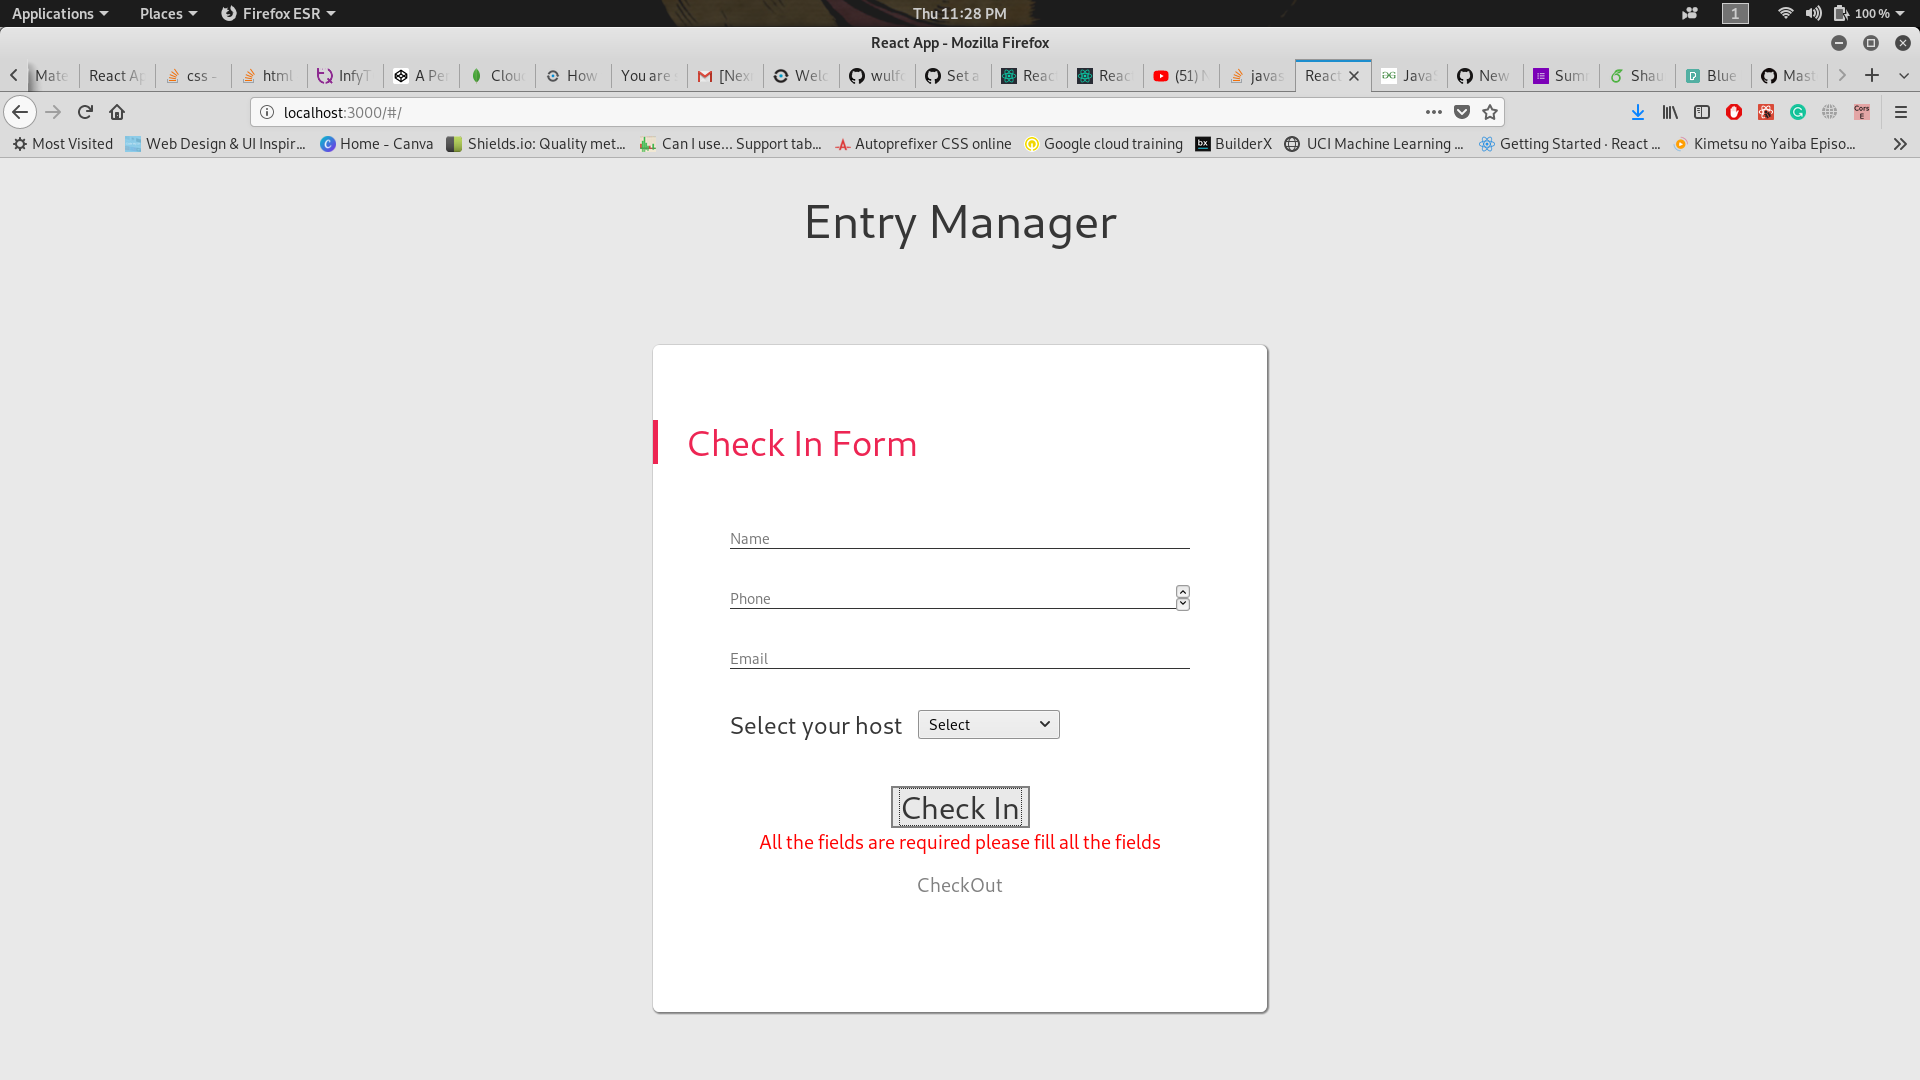 Applications Places Firefox ESR Thu 11:28 PM 1 100 %
React App - Mozilla Firefox
Mate React Ap css - html InfyT A Pe Clou How You are [Nex Welc wulf Set a Reac Reac (51) javas React Java New Sum Shau Blue Mast
localhost:3000/#/ Cors E
Most Visited Web Design & UI Inspir... Home - Canva Shields.io: Quality met... Can I use... Support tab... Autoprefixer CSS online Google cloud training bx BuilderX UCI Machine Learning ... Getting Started · React ... Kimetsu no Yaiba Episo...
Entry Manager
Check In Form
Name
Phone
Email
Select your host Select
Check In
All the fields are required please fill all the fields
CheckOut